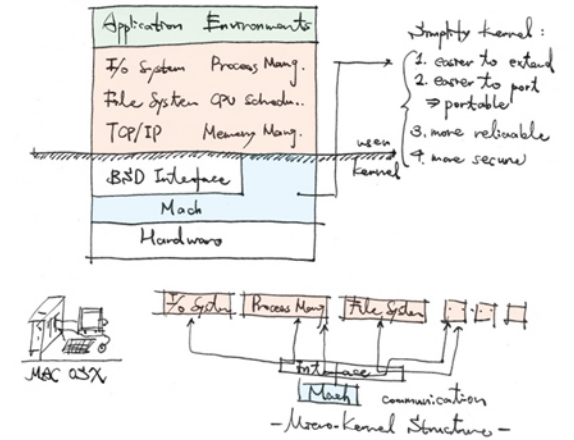 Application Environments
I/o System Process Mang.
File System CPU Schedu..
TCP/IP Memory Mang.
user
kernel
BSD Interface
Mach
Hardware
Simplify Kernel :
1. easier to extend
2. easier to port
⇒ portable
3. more reliable
4. more secure
I/o System
Process Mang
File System
Interface
Mach
communication
- Micro-Kernel Structure -
MAC OSX